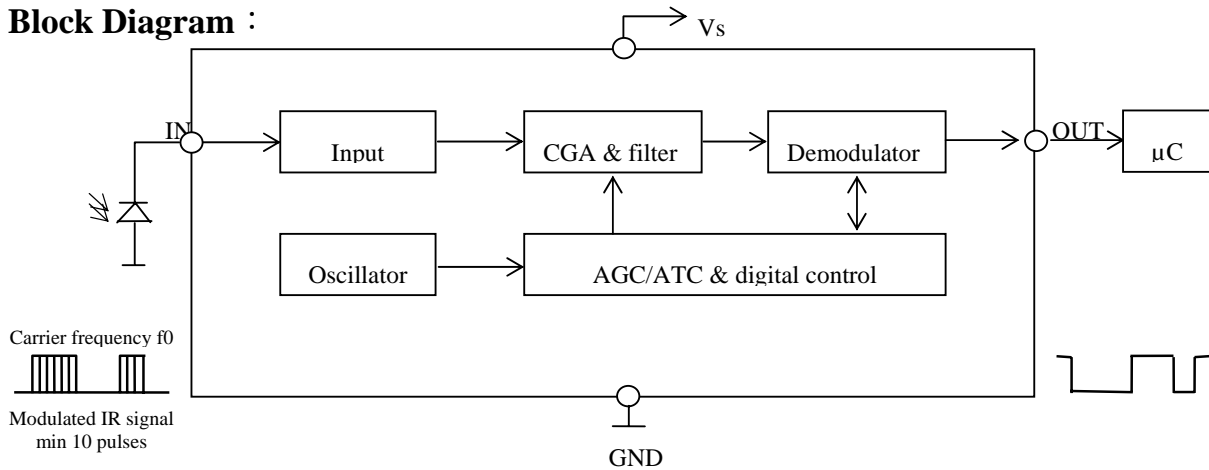 Block Diagram：
Vs
IN
Input
CGA & filter
Demodulator
OUT
µC
Oscillator
AGC/ATC & digital control
Carrier frequency f0
Modulated IR signal
min 10 pulses
GND